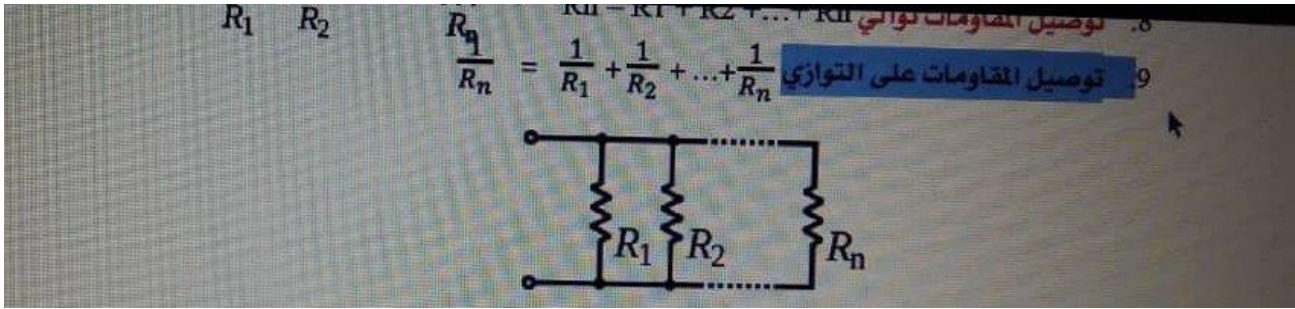 R₁ R₂ Rₙ
8. توصيل المقاومات توالي Rn = R1 + R2 +...+ Rn
9. توصيل المقاومات على التوازي 1/Rₙ = 1/R₁ + 1/R₂ + ...+ 1/Rₙ
R₁ R₂ Rₙ